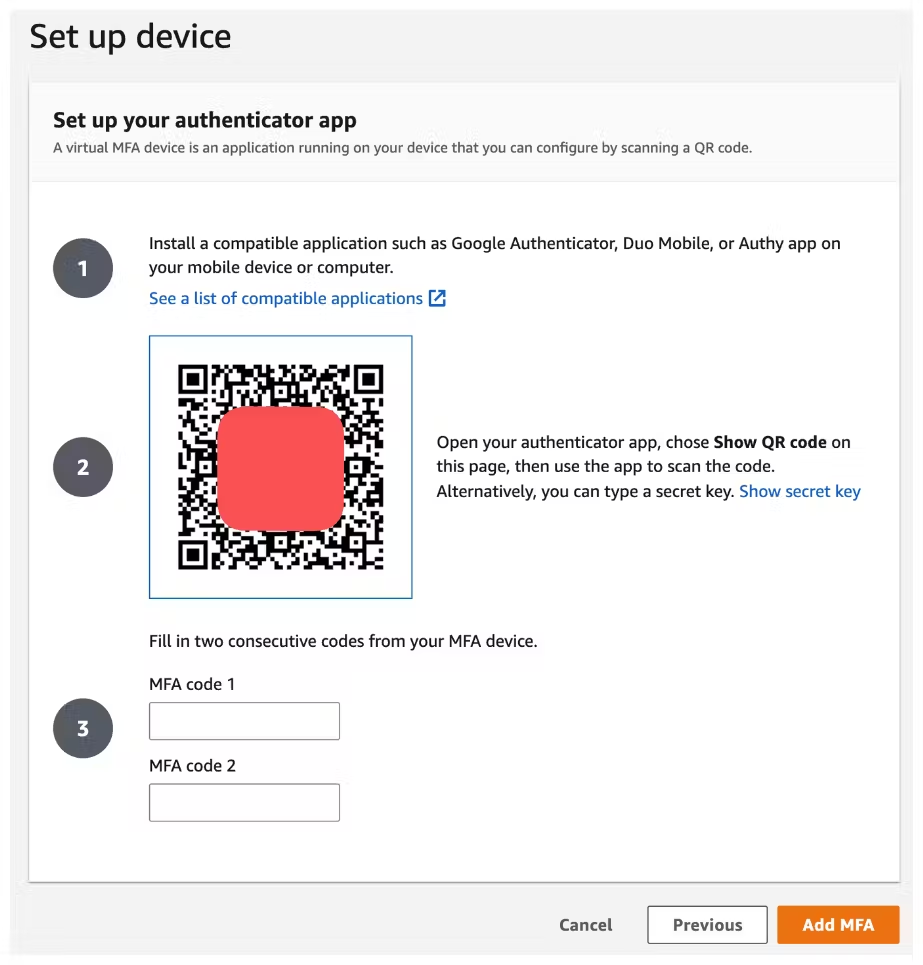 Set up device
Set up your authenticator app
A virtual MFA device is an application running on your device that you can configure by scanning a QR code.
1
Install a compatible application such as Google Authenticator, Duo Mobile, or Authy app on
your mobile device or computer.
See a list of compatible applications
2
Open your authenticator app, chose Show QR code on
this page, then use the app to scan the code.
Alternatively, you can type a secret key. Show secret key
3
Fill in two consecutive codes from your MFA device.
MFA code 1
MFA code 2
Cancel
Previous
Add MFA